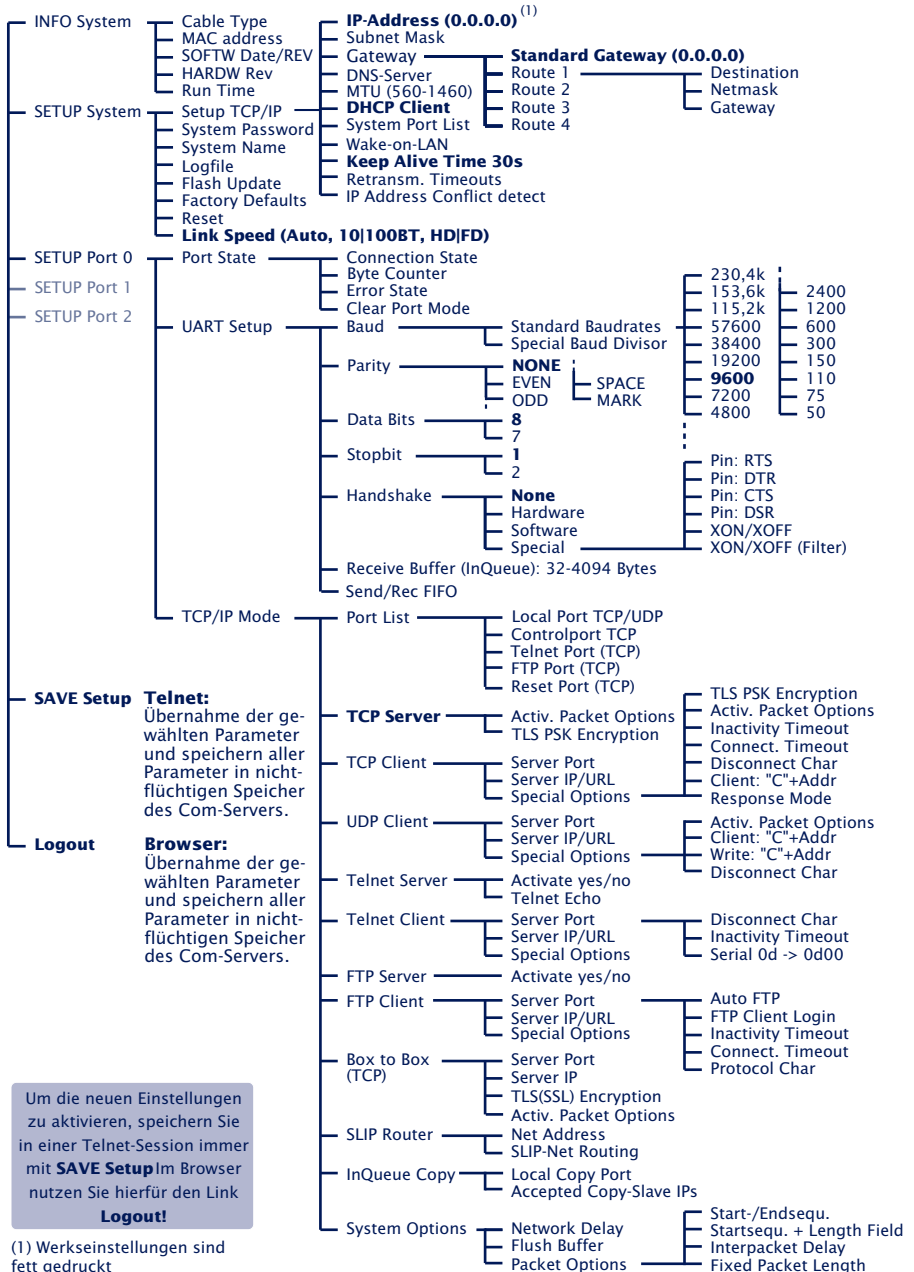 INFO System
Cable Type
MAC address
SOFTW Date/REV
HARDW Rev
Run Time
SETUP System
Setup TCP/IP
IP-Address (0.0.0.0) (1)
Subnet Mask
Gateway
Standard Gateway (0.0.0.0)
Route 1
Destination
Netmask
Gateway
Route 2
Route 3
Route 4
DNS-Server
MTU (560-1460)
DHCP Client
System Port List
Wake-on-LAN
Keep Alive Time 30s
Retransm. Timeouts
IP Address Conflict detect
System Password
System Name
Logfile
Flash Update
Factory Defaults
Reset
Link Speed (Auto, 10|100BT, HD|FD)
SETUP Port 0
SETUP Port 1
SETUP Port 2
Port State
Connection State
Byte Counter
Error State
Clear Port Mode
UART Setup
Baud
Standard Baudrates
Special Baud Divisor
230,4k
153,6k
115,2k
57600
38400
19200
9600
7200
4800
2400
1200
600
300
150
110
75
50
Parity
NONE
EVEN
ODD
SPACE
MARK
Data Bits
8
7
Stopbit
1
2
Handshake
None
Hardware
Software
Special
Pin: RTS
Pin: DTR
Pin: CTS
Pin: DSR
XON/XOFF
XON/XOFF (Filter)
Receive Buffer (InQueue): 32-4094 Bytes
Send/Rec FIFO
TCP/IP Mode
Port List
Local Port TCP/UDP
Controlport TCP
Telnet Port (TCP)
FTP Port (TCP)
Reset Port (TCP)
TCP Server
Activ. Packet Options
TLS PSK Encryption
TCP Client
Server Port
Server IP/URL
Special Options
TLS PSK Encryption
Activ. Packet Options
Inactivity Timeout
Connect. Timeout
Disconnect Char
Client: "C"+Addr
Response Mode
UDP Client
Server Port
Server IP/URL
Special Options
Activ. Packet Options
Client: "C"+Addr
Write: "C"+Addr
Disconnect Char
Telnet Server
Activate yes/no
Telnet Echo
Telnet Client
Server Port
Server IP/URL
Special Options
Disconnect Char
Inactivity Timeout
Serial 0d -> 0d00
FTP Server
Activate yes/no
FTP Client
Server Port
Server IP/URL
Special Options
Auto FTP
FTP Client Login
Inactivity Timeout
Connect. Timeout
Protocol Char
Box to Box
(TCP)
Server Port
Server IP
TLS(SSL) Encryption
Activ. Packet Options
SLIP Router
Net Address
SLIP-Net Routing
InQueue Copy
Local Copy Port
Accepted Copy-Slave IPs
System Options
Network Delay
Flush Buffer
Packet Options
Start-/Endsequ.
Startsequ. + Length Field
Interpacket Delay
Fixed Packet Length
SAVE Setup
Telnet:
Übernahme der ge-
wählten Parameter
und speichern aller
Parameter in nicht-
flüchtigen Speicher
des Com-Servers.
Logout
Browser:
Übernahme der ge-
wählten Parameter
und speichern aller
Parameter in nicht-
flüchtigen Speicher
des Com-Servers.
Um die neuen Einstellungen
zu aktivieren, speichern Sie
in einer Telnet-Session immer
mit SAVE Setup Im Browser
nutzen Sie hierfür den Link
Logout!
(1) Werkseinstellungen sind
fett gedruckt